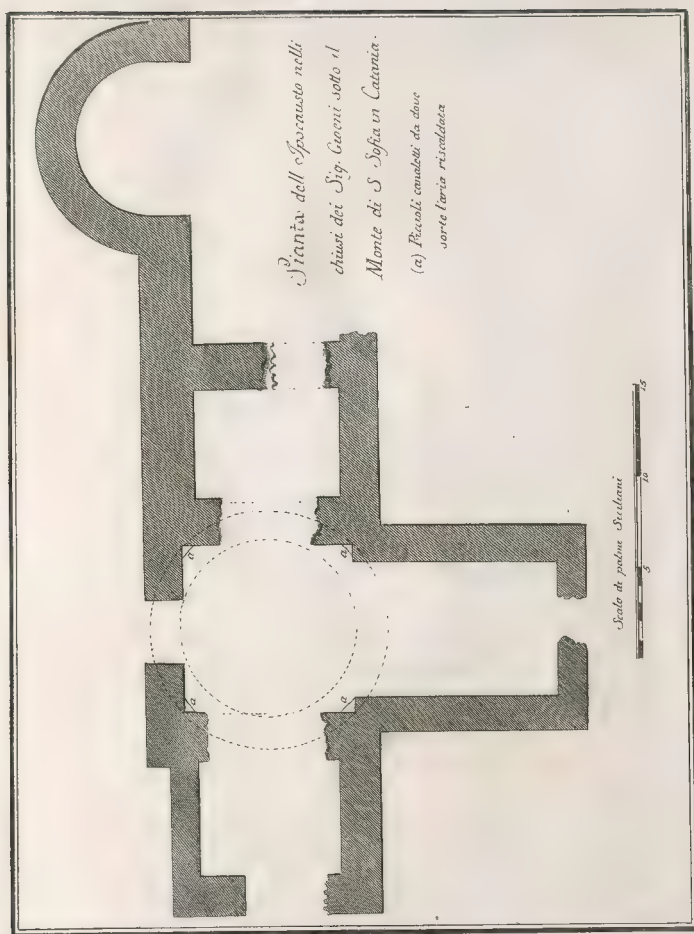 Pianta dell Ipocausto nelli
chiusi dei Sig. Gioeni sotto il
Monte di S Sofia in Catania.
(a) Piccoli canaletti da dove
sorte l'aria riscaldata
a
a
a
a
Scala di palmi Siciliani
5
10
15